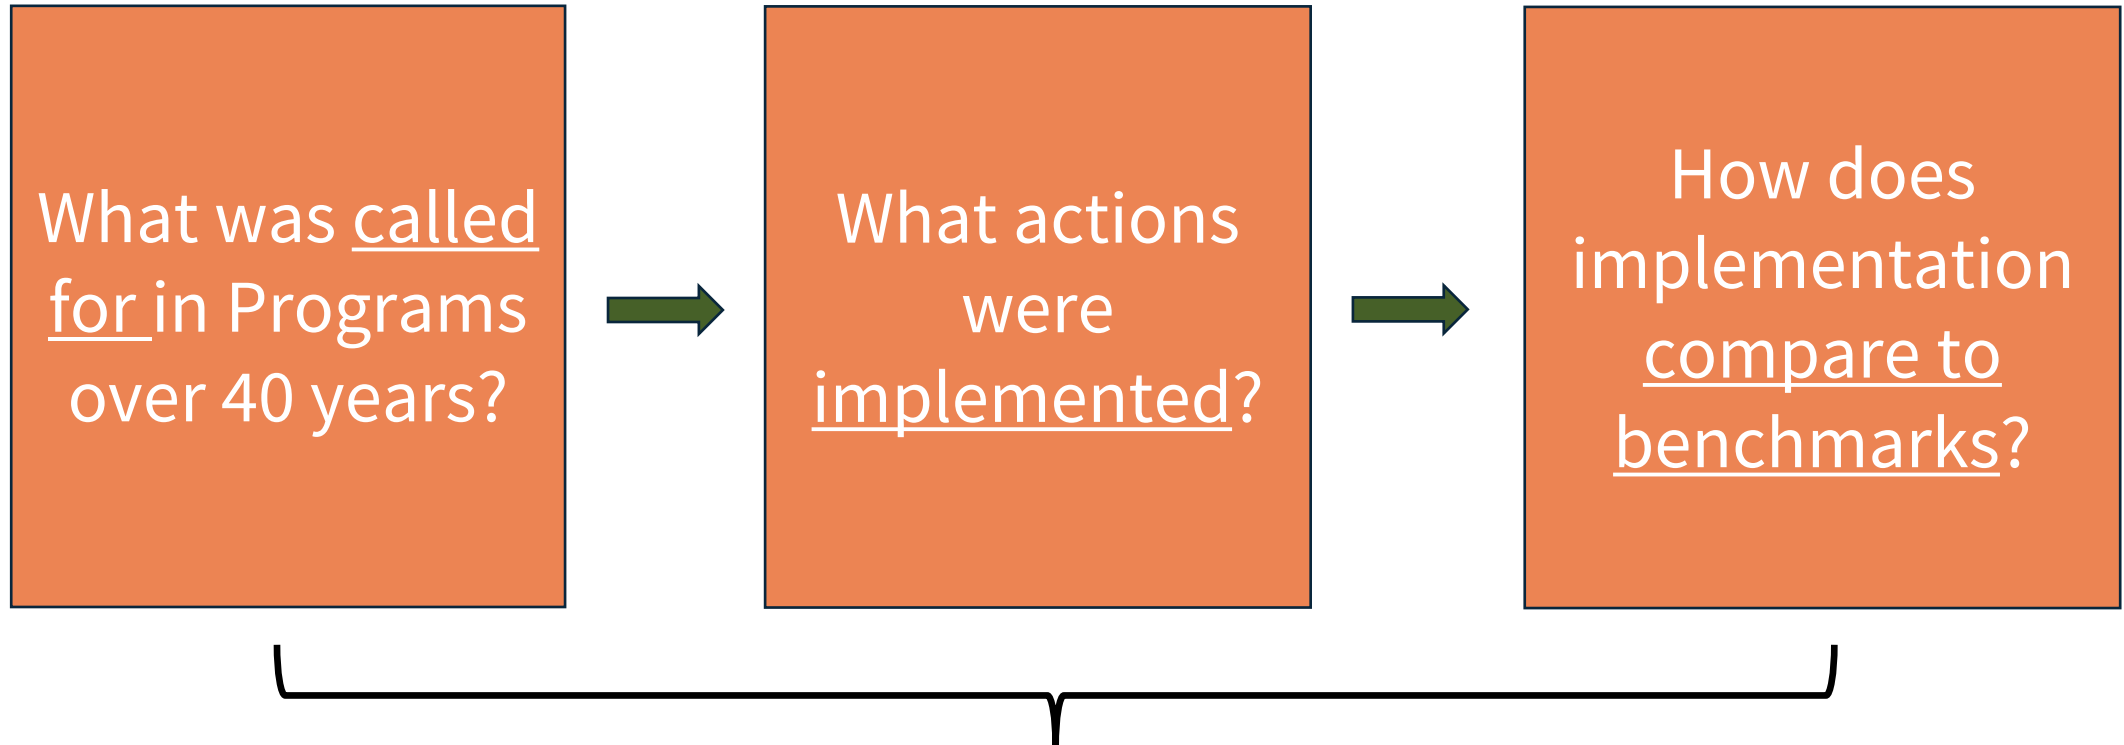 What was called
for in Programs
over 40 years?
What actions
were
implemented?
How does
implementation
compare to
benchmarks?